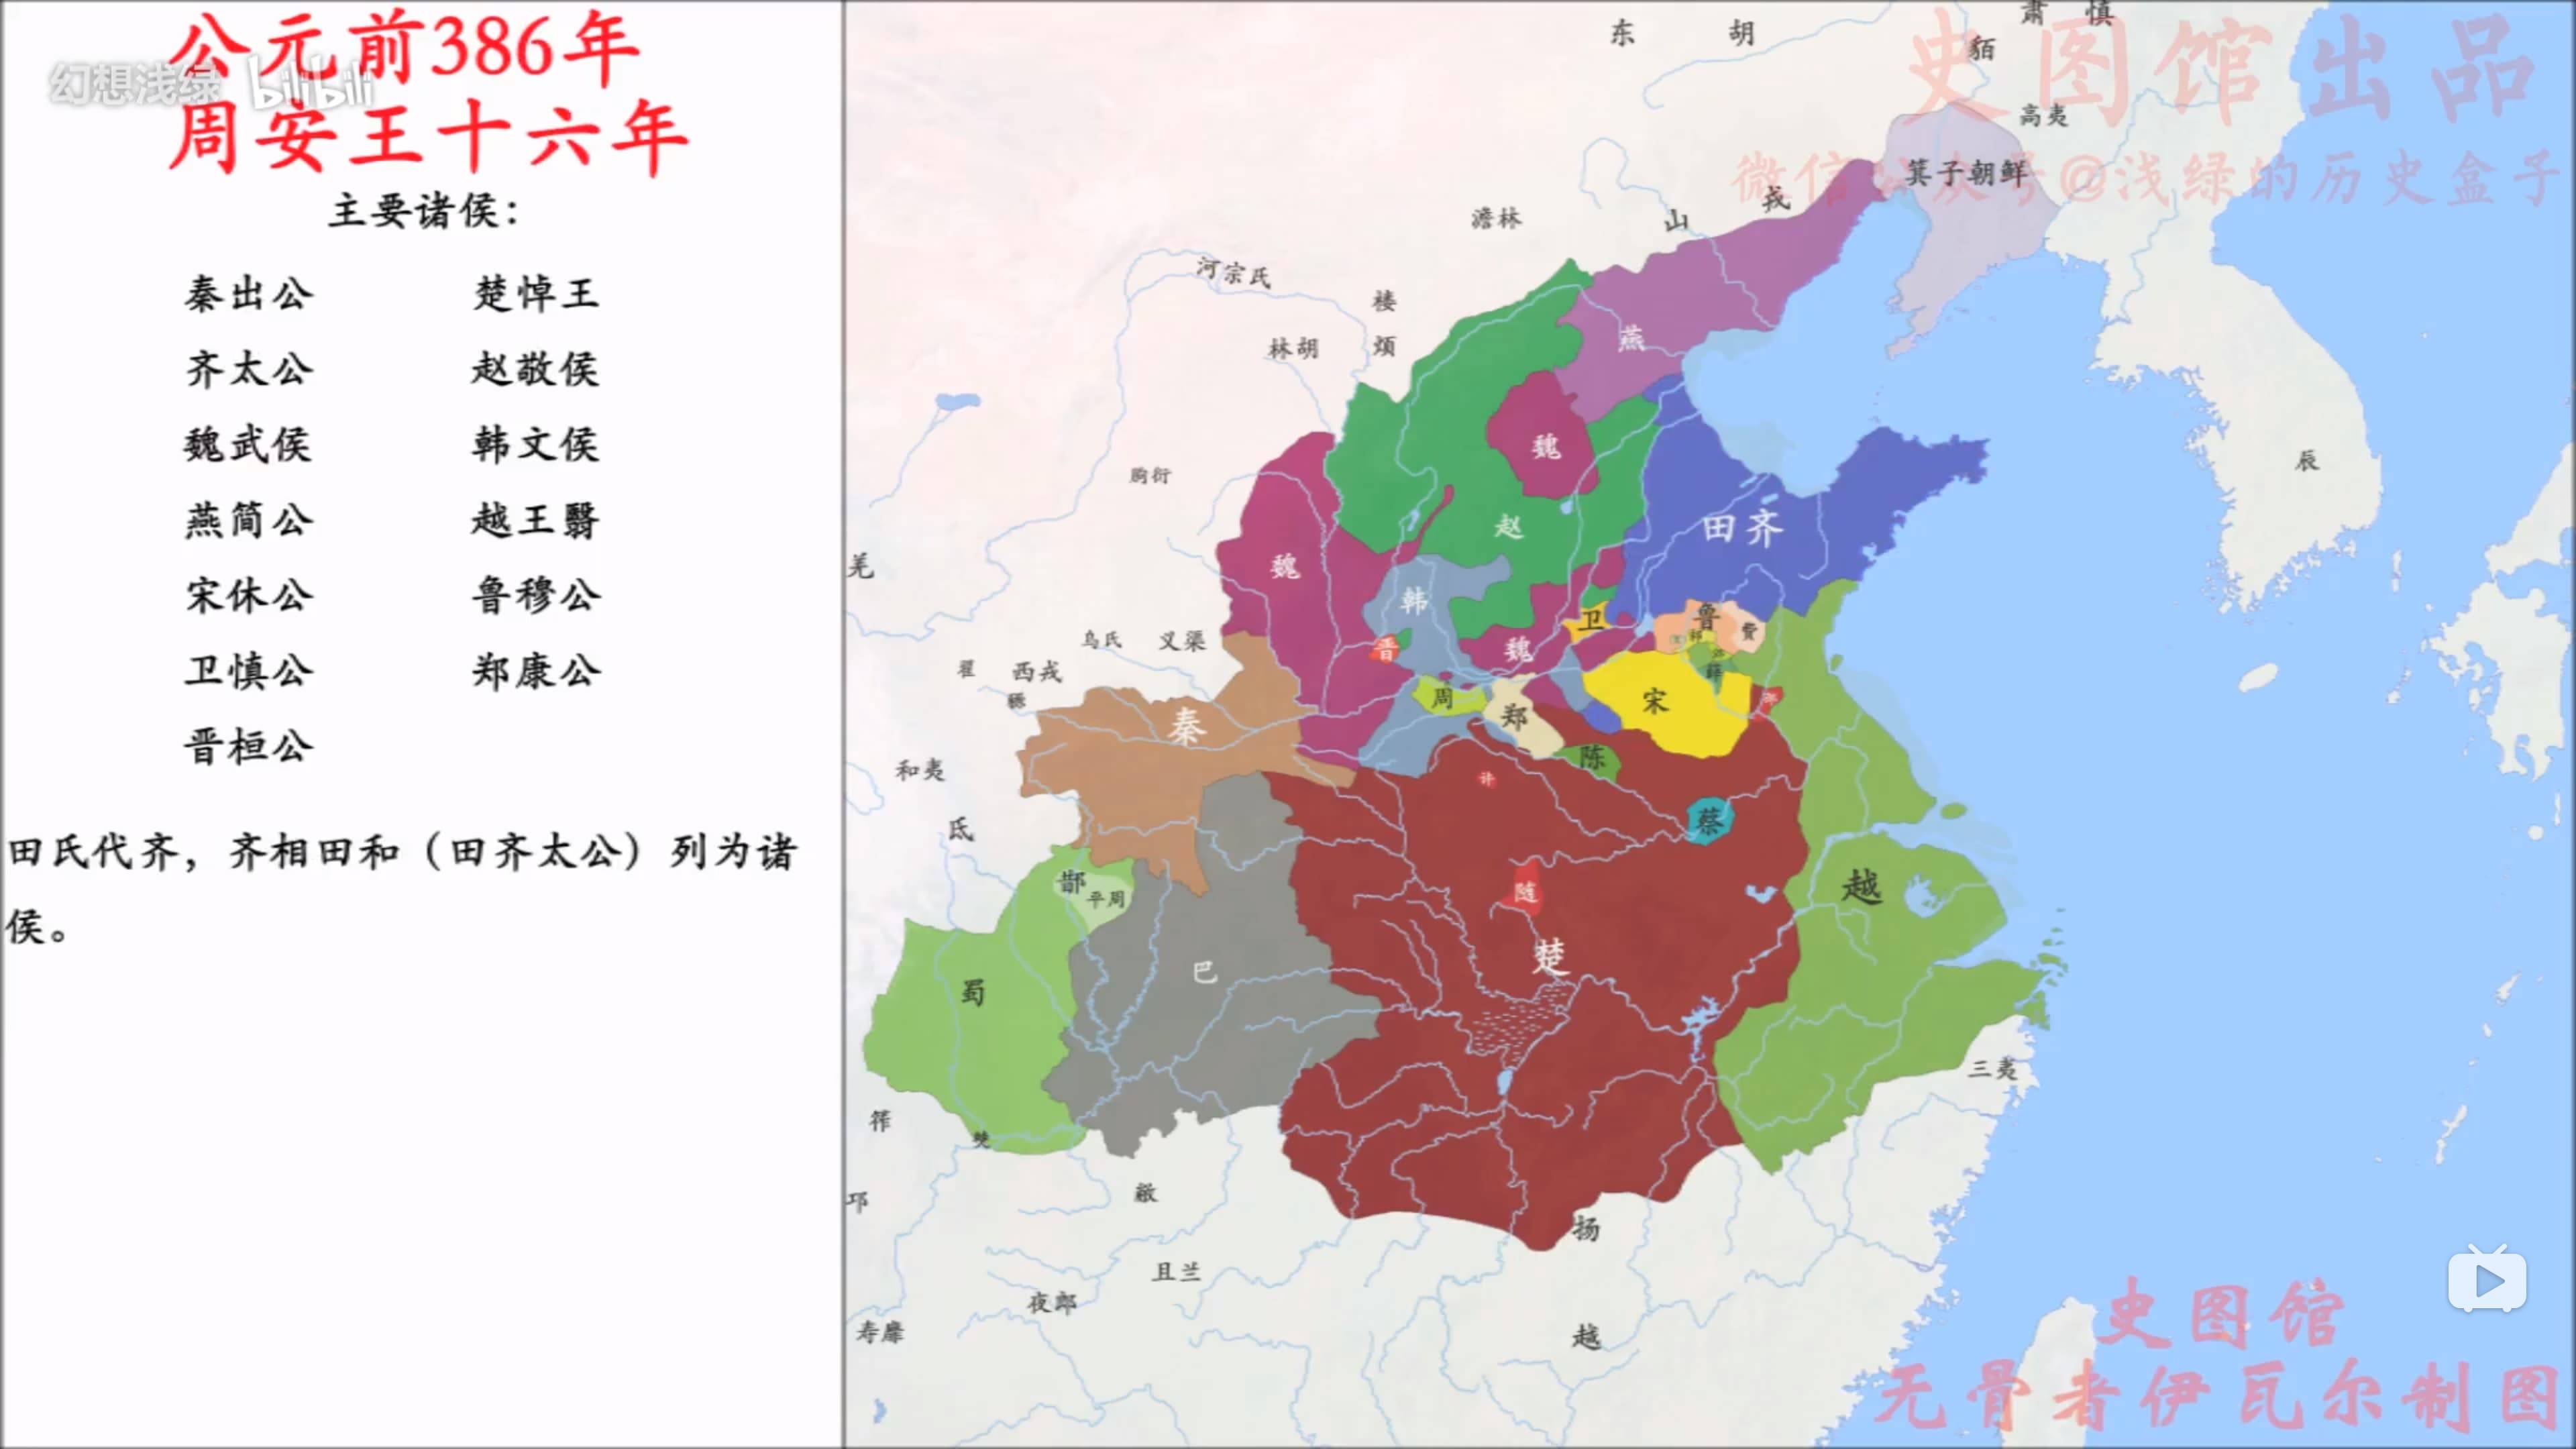 公元前386年
幻想浅绿 bilibili
周安王十六年
主要诸侯：
秦出公 楚悼王
齐太公 赵敬侯
魏武侯 韩文侯
燕简公 越王翳
宋休公 鲁穆公
卫慎公 郑康公
晋桓公
田氏代齐，齐相田和（田齐太公）列为诸
侯。
史图馆出品
微信公众号@浅绿的历史盒子
东胡
肃慎
貊
高夷
箕子朝鲜
山戎
澹林
河宗氏
楼烦
林胡
燕
朐衍
魏
赵
田齐
辰
羌
魏
韩
卫
鲁
费
邾
乌氏
义渠
晋
魏
薛
翟
西戎
周
宋
郯
秦
郑
陈
和夷
许
蔡
氐
鄀
平周
随
越
楚
巴
蜀
三夷
筰
僰
邛
扬
且兰
夜郎
寿靡
越
史图馆
无骨者伊瓦尔制图